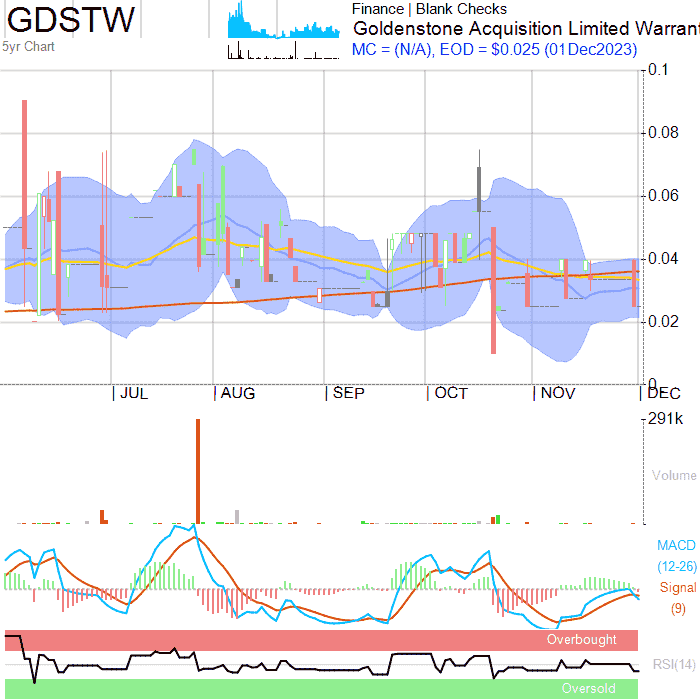 GDSTW
5yr Chart
Finance | Blank Checks
Goldenstone Acquisition Limited Warrant
MC = (N/A), EOD = $0.025 (01Dec2023)
0.1
0.08
0.06
0.04
0.02
0
JUL AUG SEP OCT NOV DEC
291k
Volume
MACD
(12-26)
Signal
(9)
Overbought
RSI(14)
Oversold